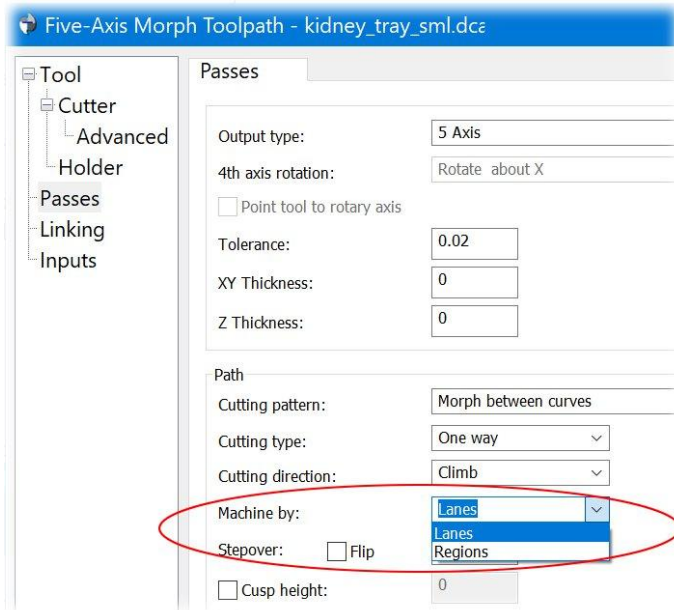 Five-Axis Morph Toolpath - kidney_tray_sml.dca
Tool
Cutter
Advanced
Holder
Passes
Linking
Inputs
Passes
Output type: 5 Axis
4th axis rotation: Rotate about X
Point tool to rotary axis
Tolerance: 0.02
XY Thickness: 0
Z Thickness: 0
Path
Cutting pattern: Morph between curves
Cutting type: One way
Cutting direction: Climb
Machine by: Lanes
Lanes
Stepover: Flip Regions
Cusp height: 0